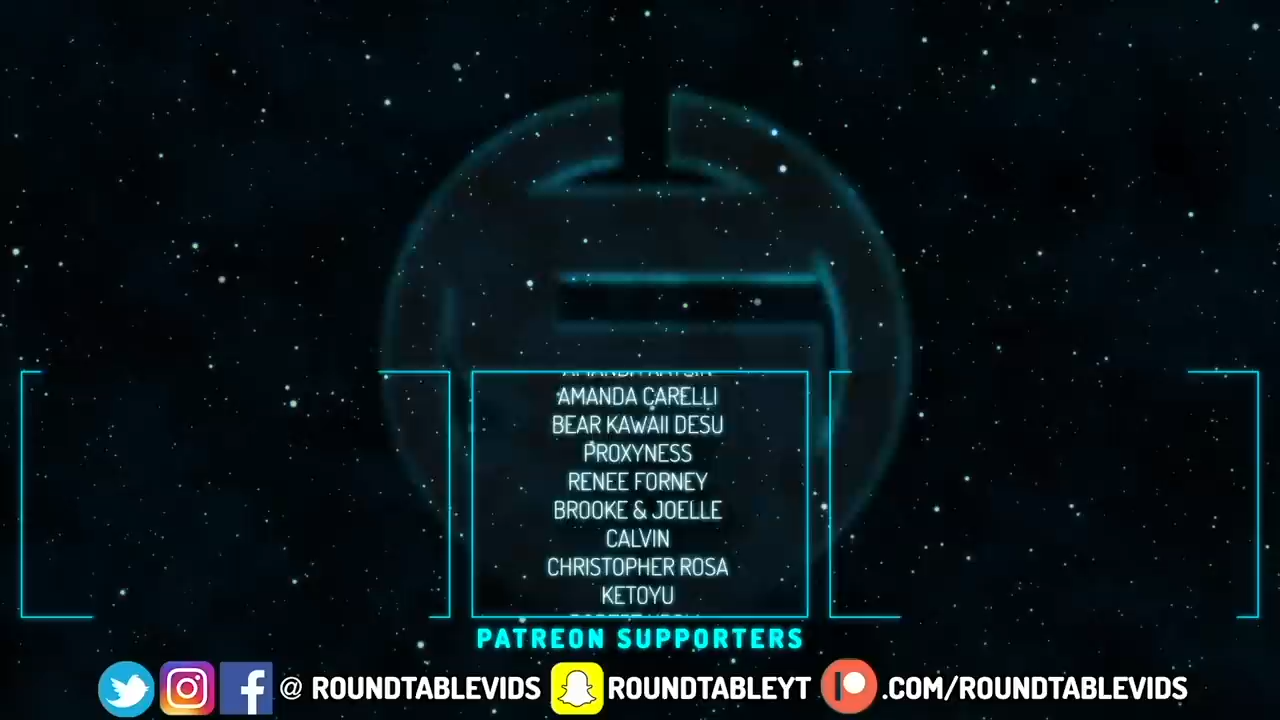 AMANDA CARELLI
BEAR KAWAII DESU
PROXYNESS
RENEE FORNEY
BROOKE & JOELLE
CALVIN
CHRISTOPHER ROSA
KETOYU
PATREON SUPPORTERS
@ ROUNDTABLEVIDS ROUNDTABLEYT .COM/ROUNDTABLEVIDS